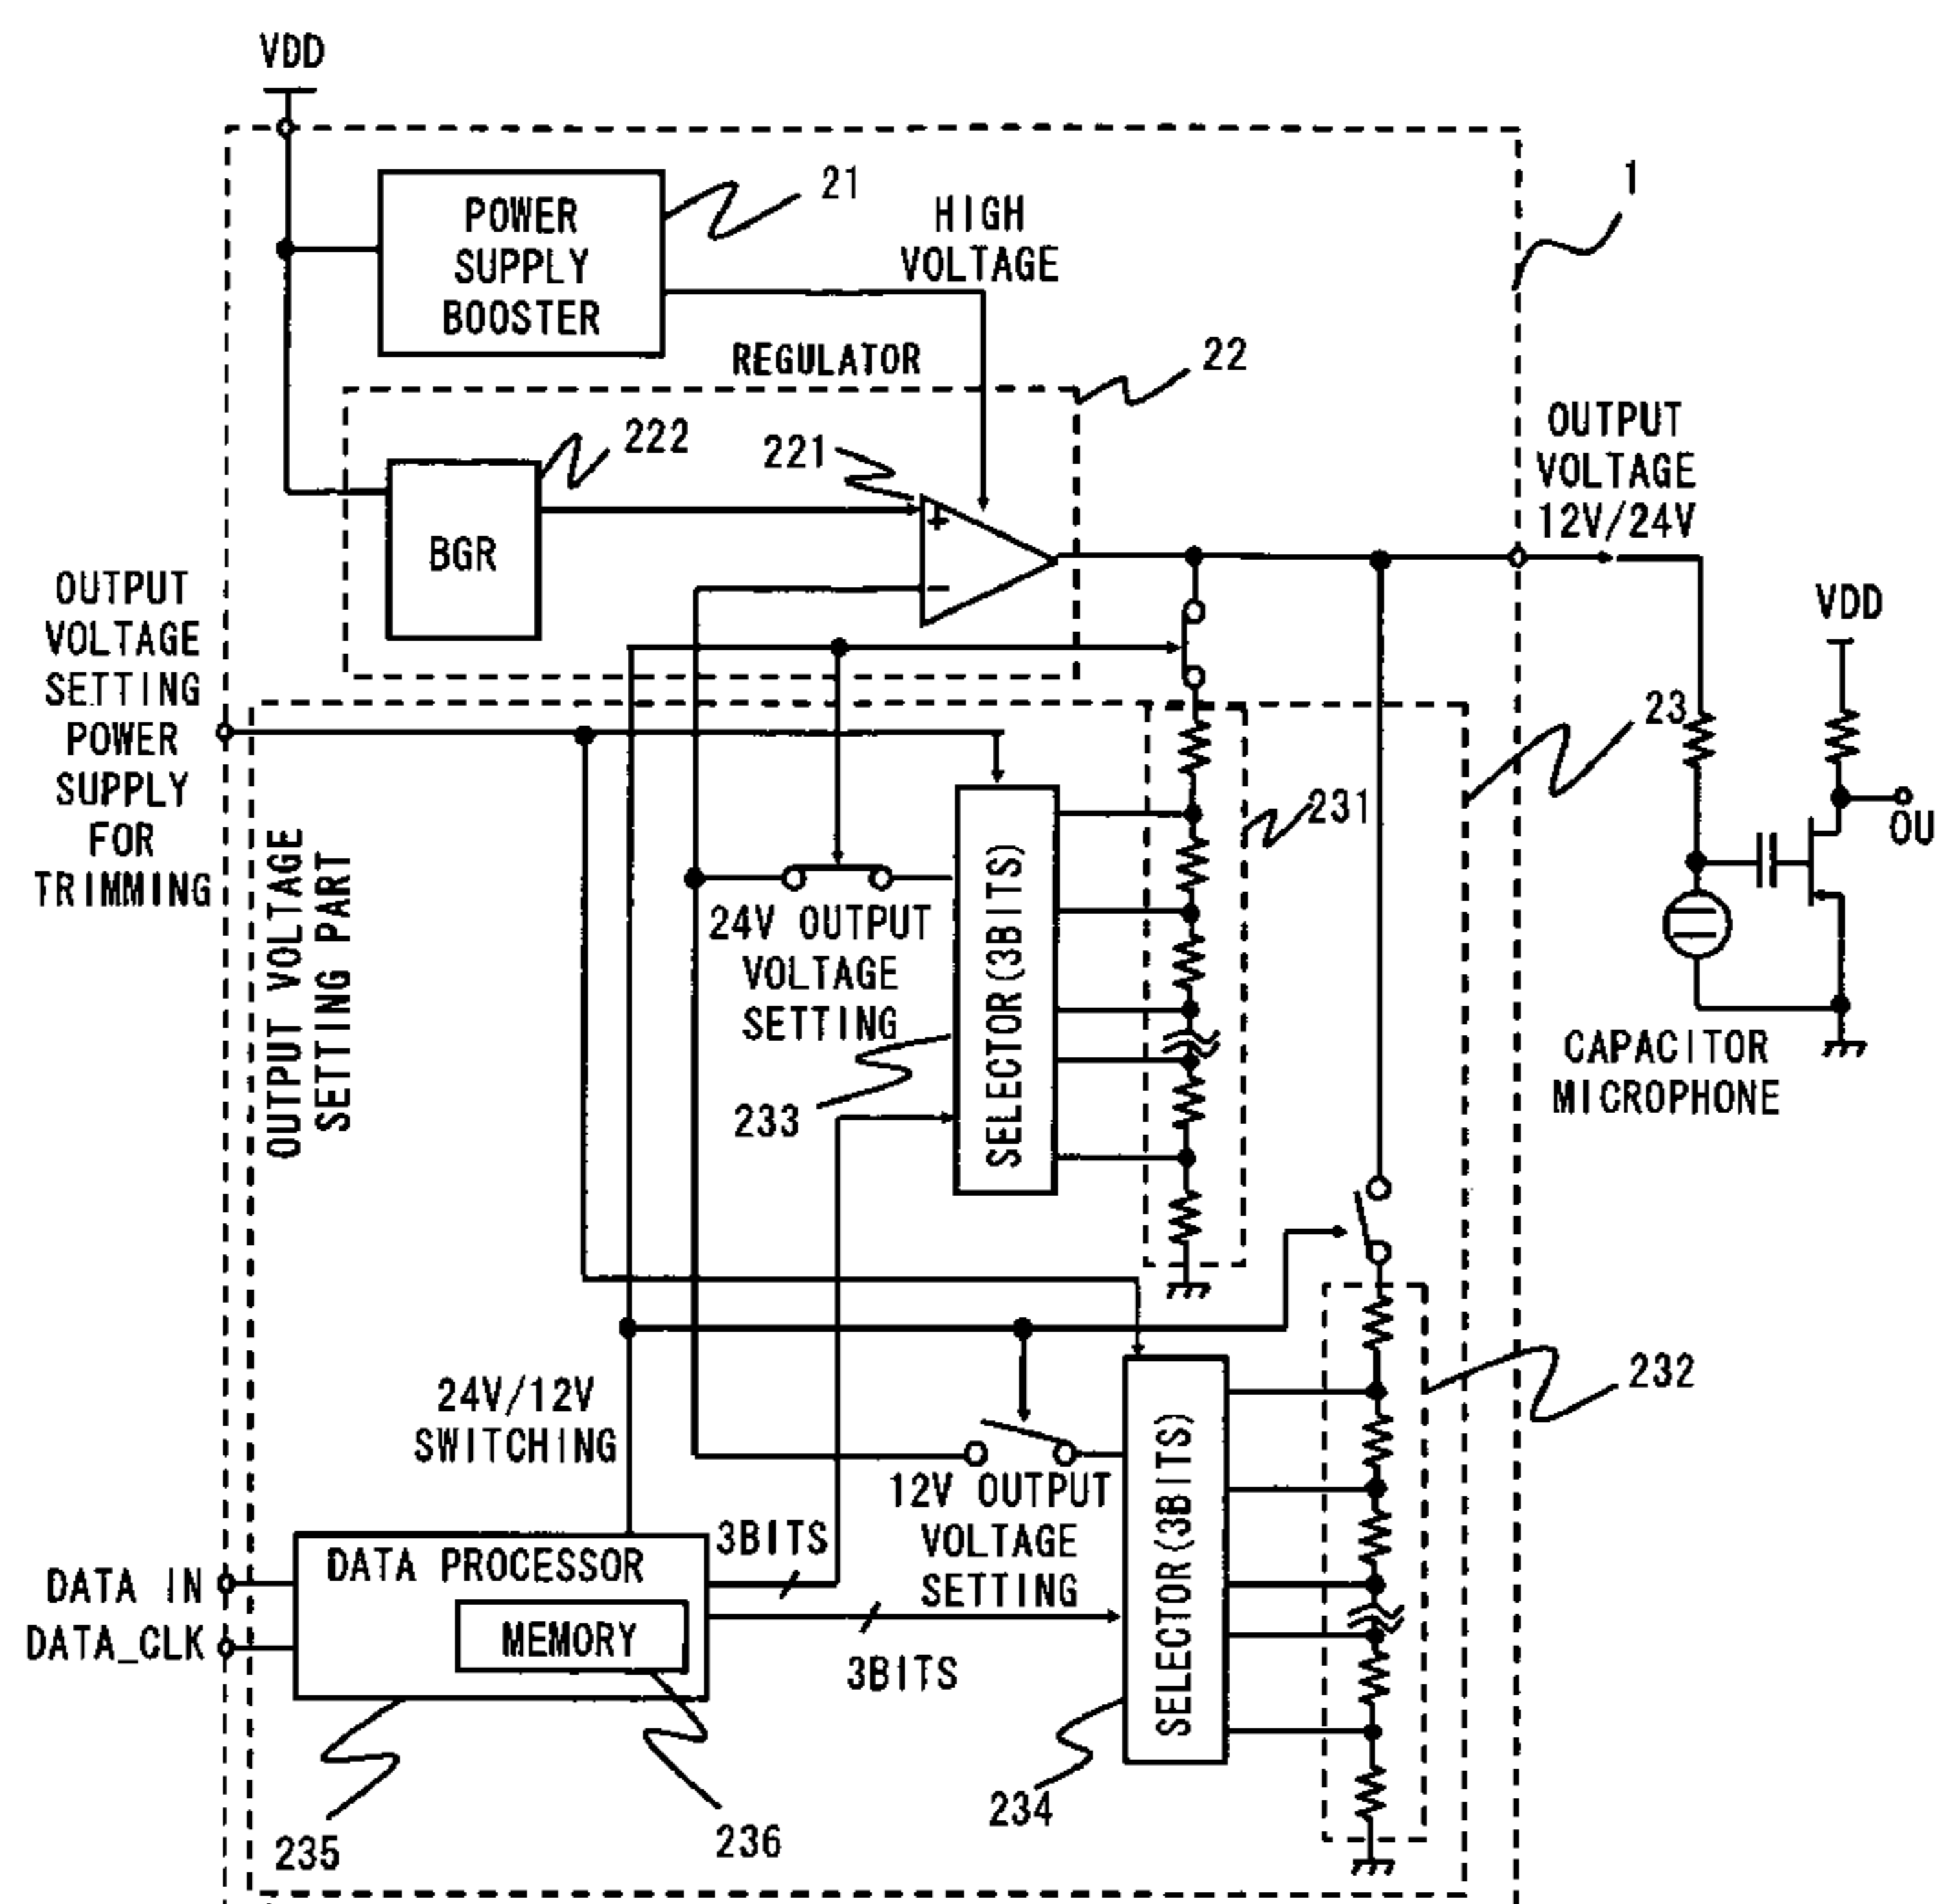 VDD
POWER
SUPPLY
BOOSTER
21
HIGH
VOLTAGE
1
REGULATOR
22
222
221
BGR
+
−
OUTPUT
VOLTAGE
12V/24V
VDD
OUTPUT
VOLTAGE
SETTING
POWER
SUPPLY
FOR
TRIMMING
OUTPUT VOLTAGE
SETTING PART
23
231
OU
24V OUTPUT
VOLTAGE
SETTING
SELECTOR(3BITS)
233
CAPACITOR
MICROPHONE
24V/12V
SWITCHING
232
12V OUTPUT
VOLTAGE
SETTING
SELECTOR(3BITS)
3BITS
DATA PROCESSOR
MEMORY
DATA IN
DATA_CLK
3BITS
234
235
236